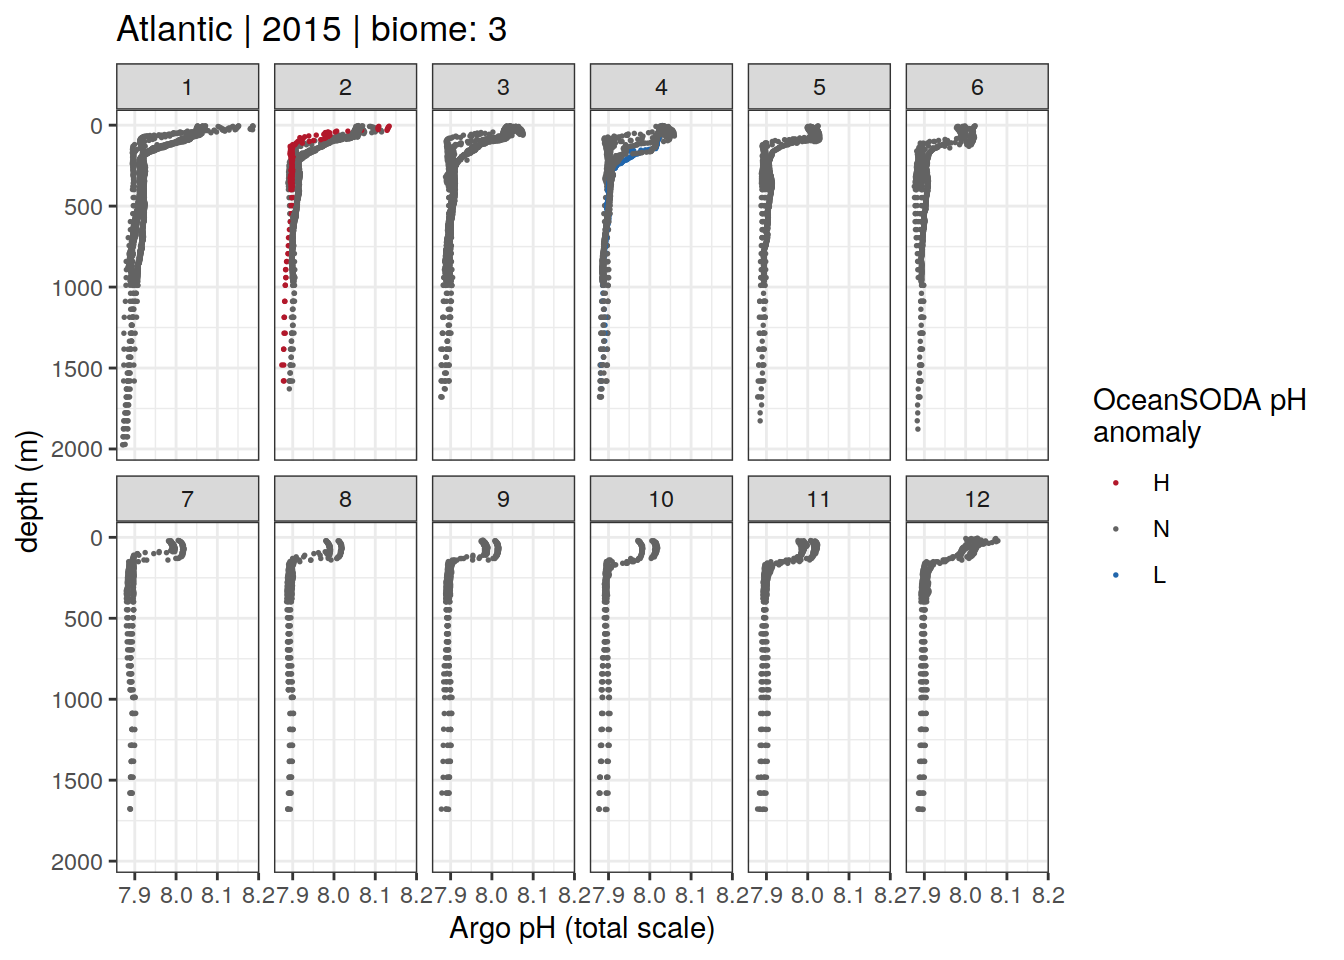 Atlantic | 2015 | biome: 3
1 2 3 4 5 6
0
500
1000
1500
2000
7 8 9 10 11 12
0
500
1000
1500
2000
7.9 8.0 8.1 8.2 7.9 8.0 8.1 8.2 7.9 8.0 8.1 8.2 7.9 8.0 8.1 8.2 7.9 8.0 8.1 8.2 7.9 8.0 8.1 8.2
Argo pH (total scale)
depth (m)
OceanSODA pH
anomaly
H
N
L